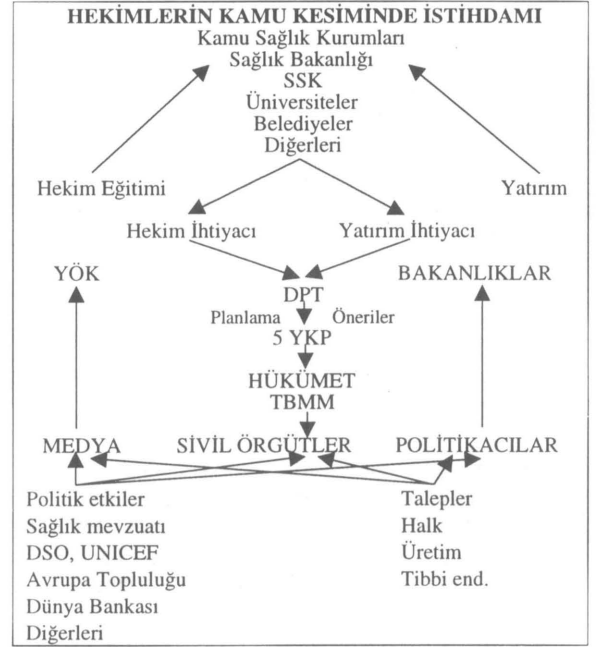 HEKİMLERİN KAMU KESİMİNDE İSTİHDAMI
Kamu Sağlık Kurumları
Sağlık Bakanlığı
SSK
Üniversiteler
Belediyeler
Diğerleri
Hekim Eğitimi
Yatırım
Hekim İhtiyacı
Yatırım İhtiyacı
YÖK
BAKANLIKLAR
DPT
Planlama
Öneriler
5 YKP
HÜKÜMET
TBMM
MEDYA
SİVİL ÖRGÜTLER
POLİTİKACILAR
Politik etkiler
Sağlık mevzuatı
DSO, UNICEF
Avrupa Topluluğu
Dünya Bankası
Diğerleri
Talepler
Halk
Üretim
Tibbi end.